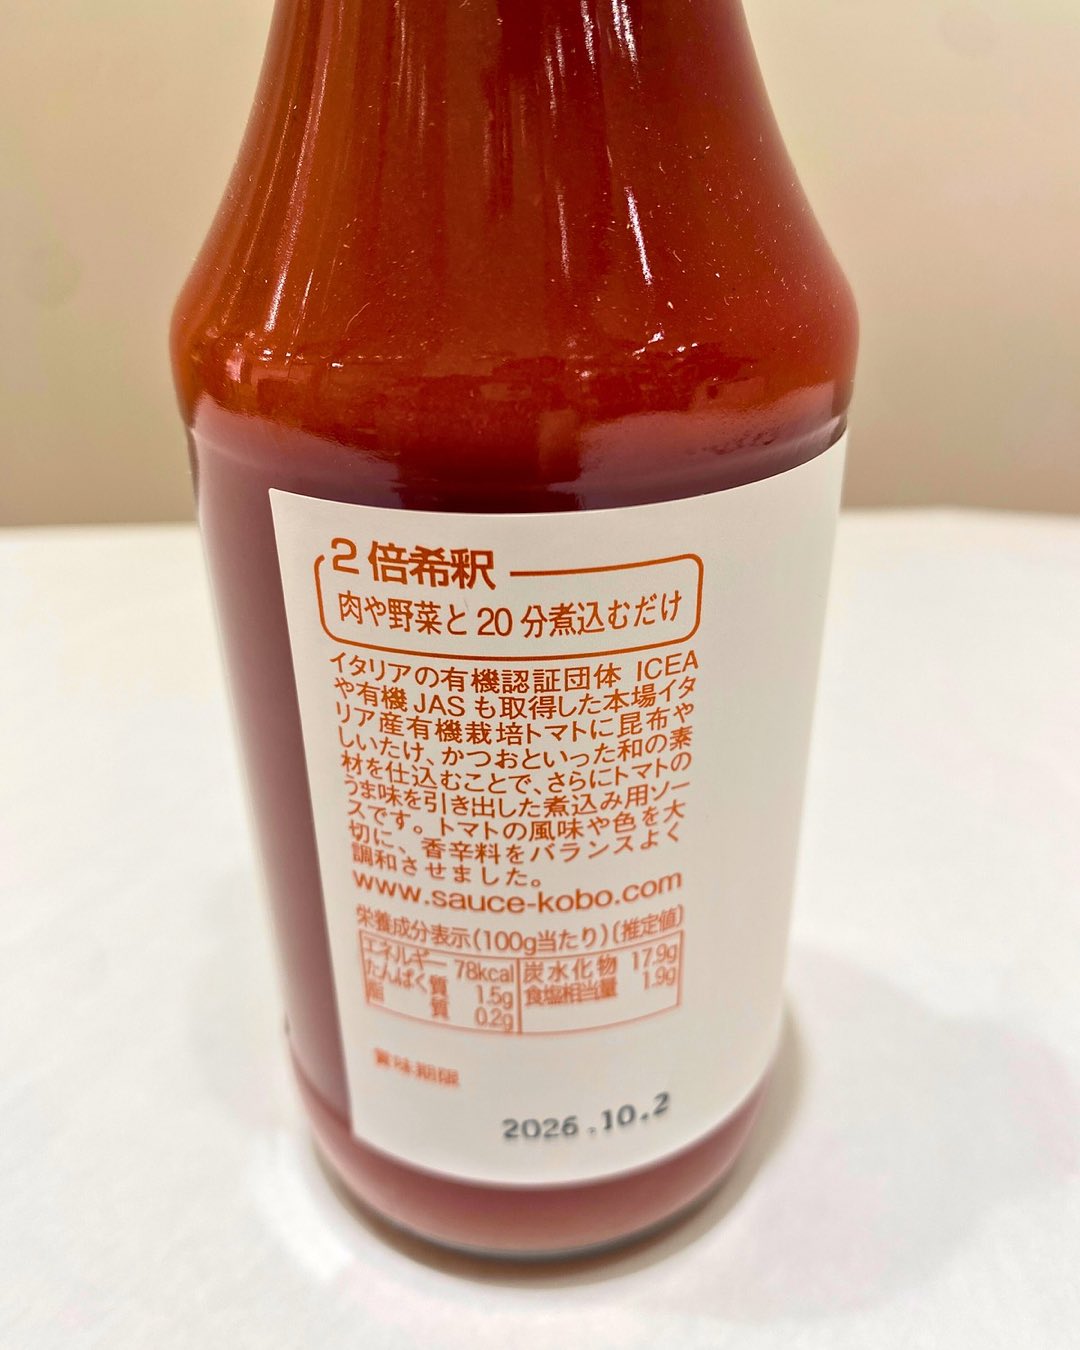 2倍希釈
肉や野菜と20分煮込むだけ
イタリアの有機認証団体 ICEA
や有機JASも取得した本場イタ
リア産有機栽培トマトに昆布や
しいたけ、かつおといった和の素
材を仕込むことで、さらにトマトの
うま味を引き出した煮込み用ソー
スです。トマトの風味や色を大
切に、香辛料をバランスよく
調和させました。
www.sauce-kobo.com
栄養成分表示(100g当たり)(推定値)
エネルギー 78kcal
たんぱく質 1.5g
脂質 0.2g
炭水化物 17.9g
食塩相当量 1.9g
賞味期限
2026.10.2